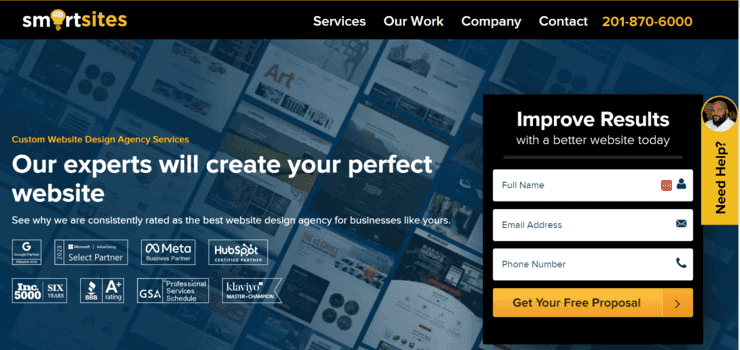 smartsites
Services Our Work Company Contact 201-870-6000
Custom Website Design Agency Services
Our experts will create your perfect
website
See why we are consistently rated as the best website design agency for businesses like yours.
G
Google Partner
PREMIER 2023
2023
Microsoft Advertising
Select Partner
Meta
Business Partner
HubSpot
CERTIFIED PARTNER
Inc.
5000
SIX
YEARS
BBB
A+
rating
GSA
Professional
Services
Schedule
klaviyo
MASTER • CHAMPION
Improve Results
with a better website today
Full Name
Email Address
Phone Number
Get Your Free Proposal
Need Help?
Art